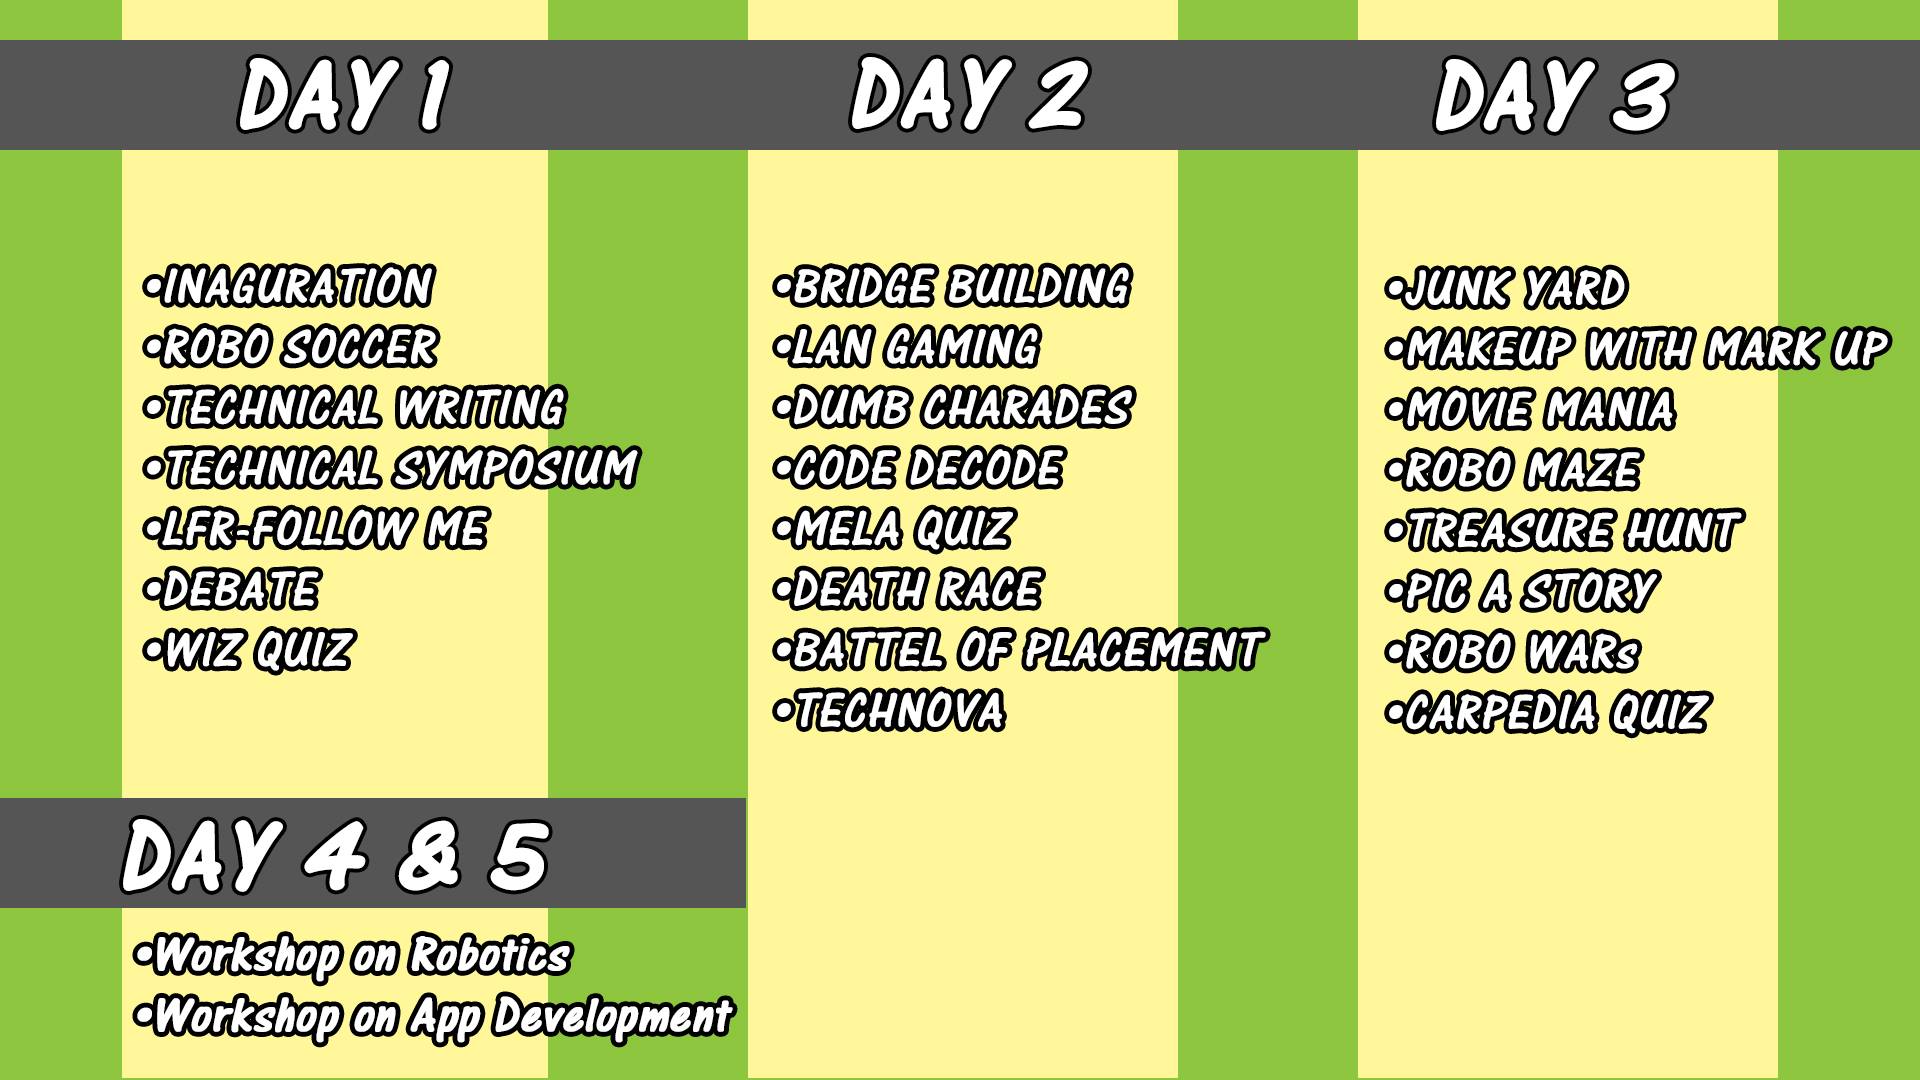 DAY 1
•INAGURATION
•ROBO SOCCER
•TECHNICAL WRITING
•TECHNICAL SYMPOSIUM
•LFR-FOLLOW ME
•DEBATE
•WIZ QUIZ
DAY 2
•BRIDGE BUILDING
•LAN GAMING
•DUMB CHARADES
•CODE DECODE
•MELA QUIZ
•DEATH RACE
•BATTEL OF PLACEMENT
•TECHNOVA
DAY 3
•JUNK YARD
•MAKEUP WITH MARK UP
•MOVIE MANIA
•ROBO MAZE
•TREASURE HUNT
•PIC A STORY
•ROBO WARs
•CARPEDIA QUIZ
DAY 4 & 5
•Workshop on Robotics
•Workshop on App Development